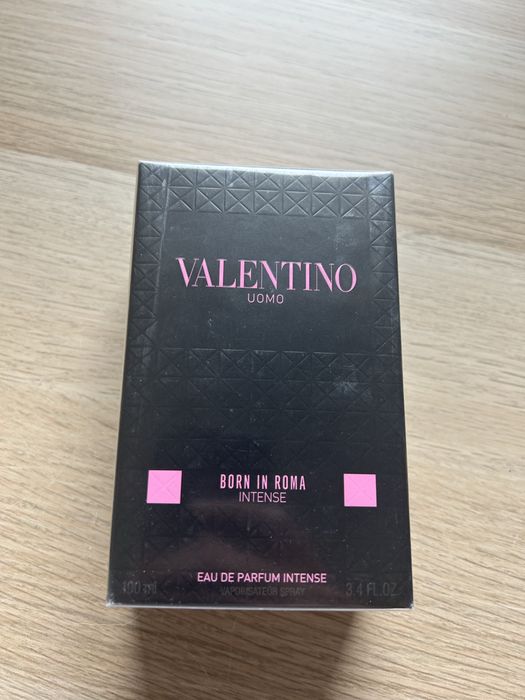 VALENTINO
UOMO
BORN IN ROMA
INTENSE
EAU DE PARFUM INTENSE
100 ml VAPORISATEUR SPRAY 3.4 FL.OZ